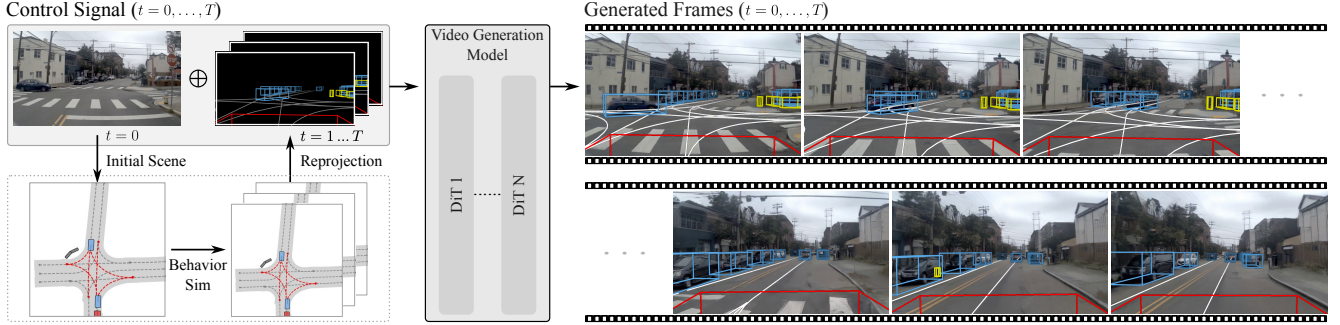 Control Signal (t = 0, . . . , T)
t = 0
t = 1 ... T
Initial Scene
Reprojection
Behavior
Sim
Video Generation
Model
DiT 1
......
DiT N
Generated Frames (t = 0, . . . , T)
. . . .
. . .